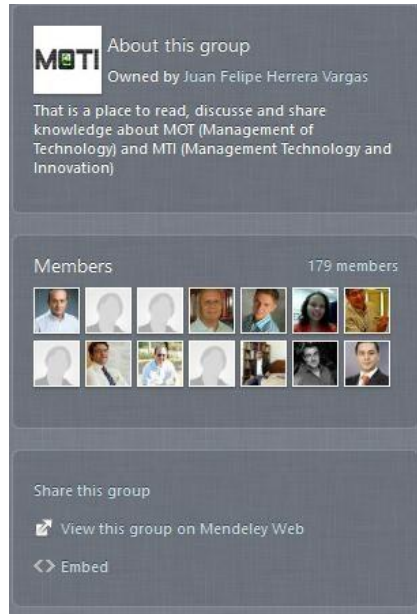 MOTI
About this group
Owned by Juan Felipe Herrera Vargas
That is a place to read, discusse and share
knowledge about MOT (Management of
Technology) and MTI (Management Technology and
Innovation)
Members 179 members
Share this group
View this group on Mendeley Web
<> Embed